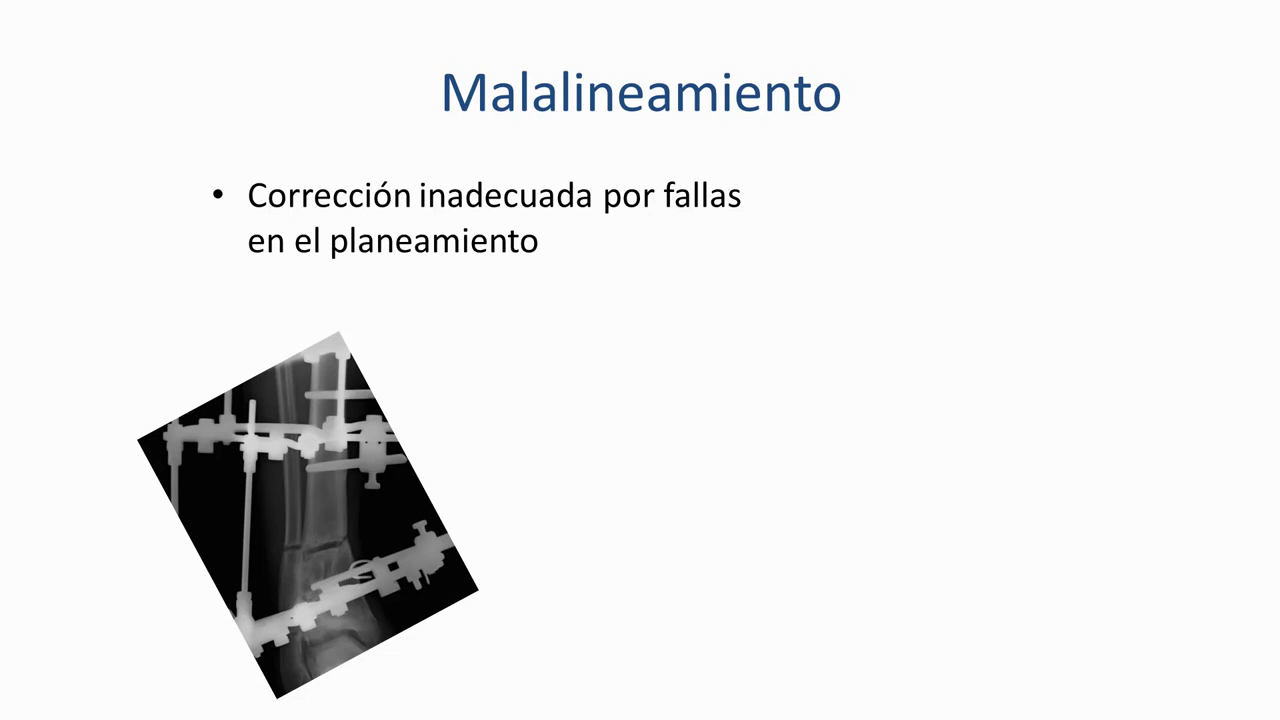 Malalineamiento
• Corrección inadecuada por fallas
en el planeamiento